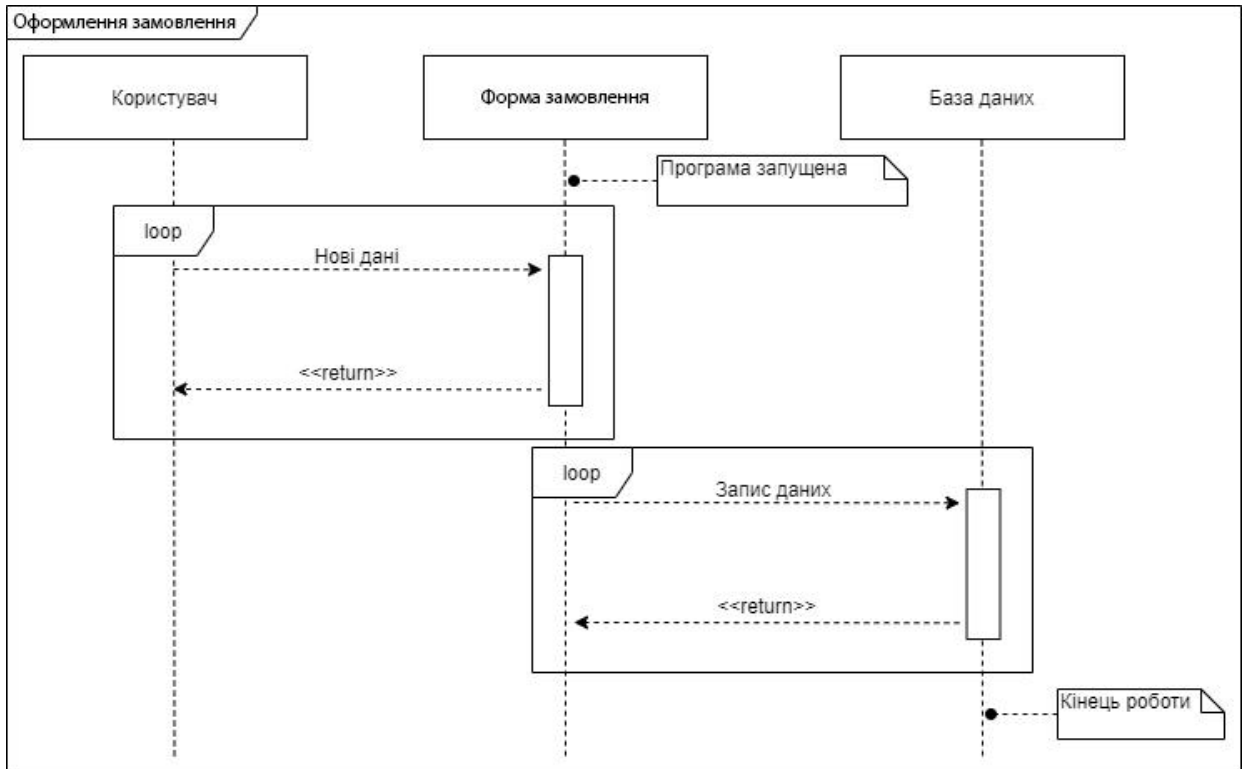 Оформлення замовлення
Користувач
Форма замовлення
База даних
Програма запущена
loop
Нові дані
<<return>>
loop
Запис даних
<<return>>
Кінець роботи